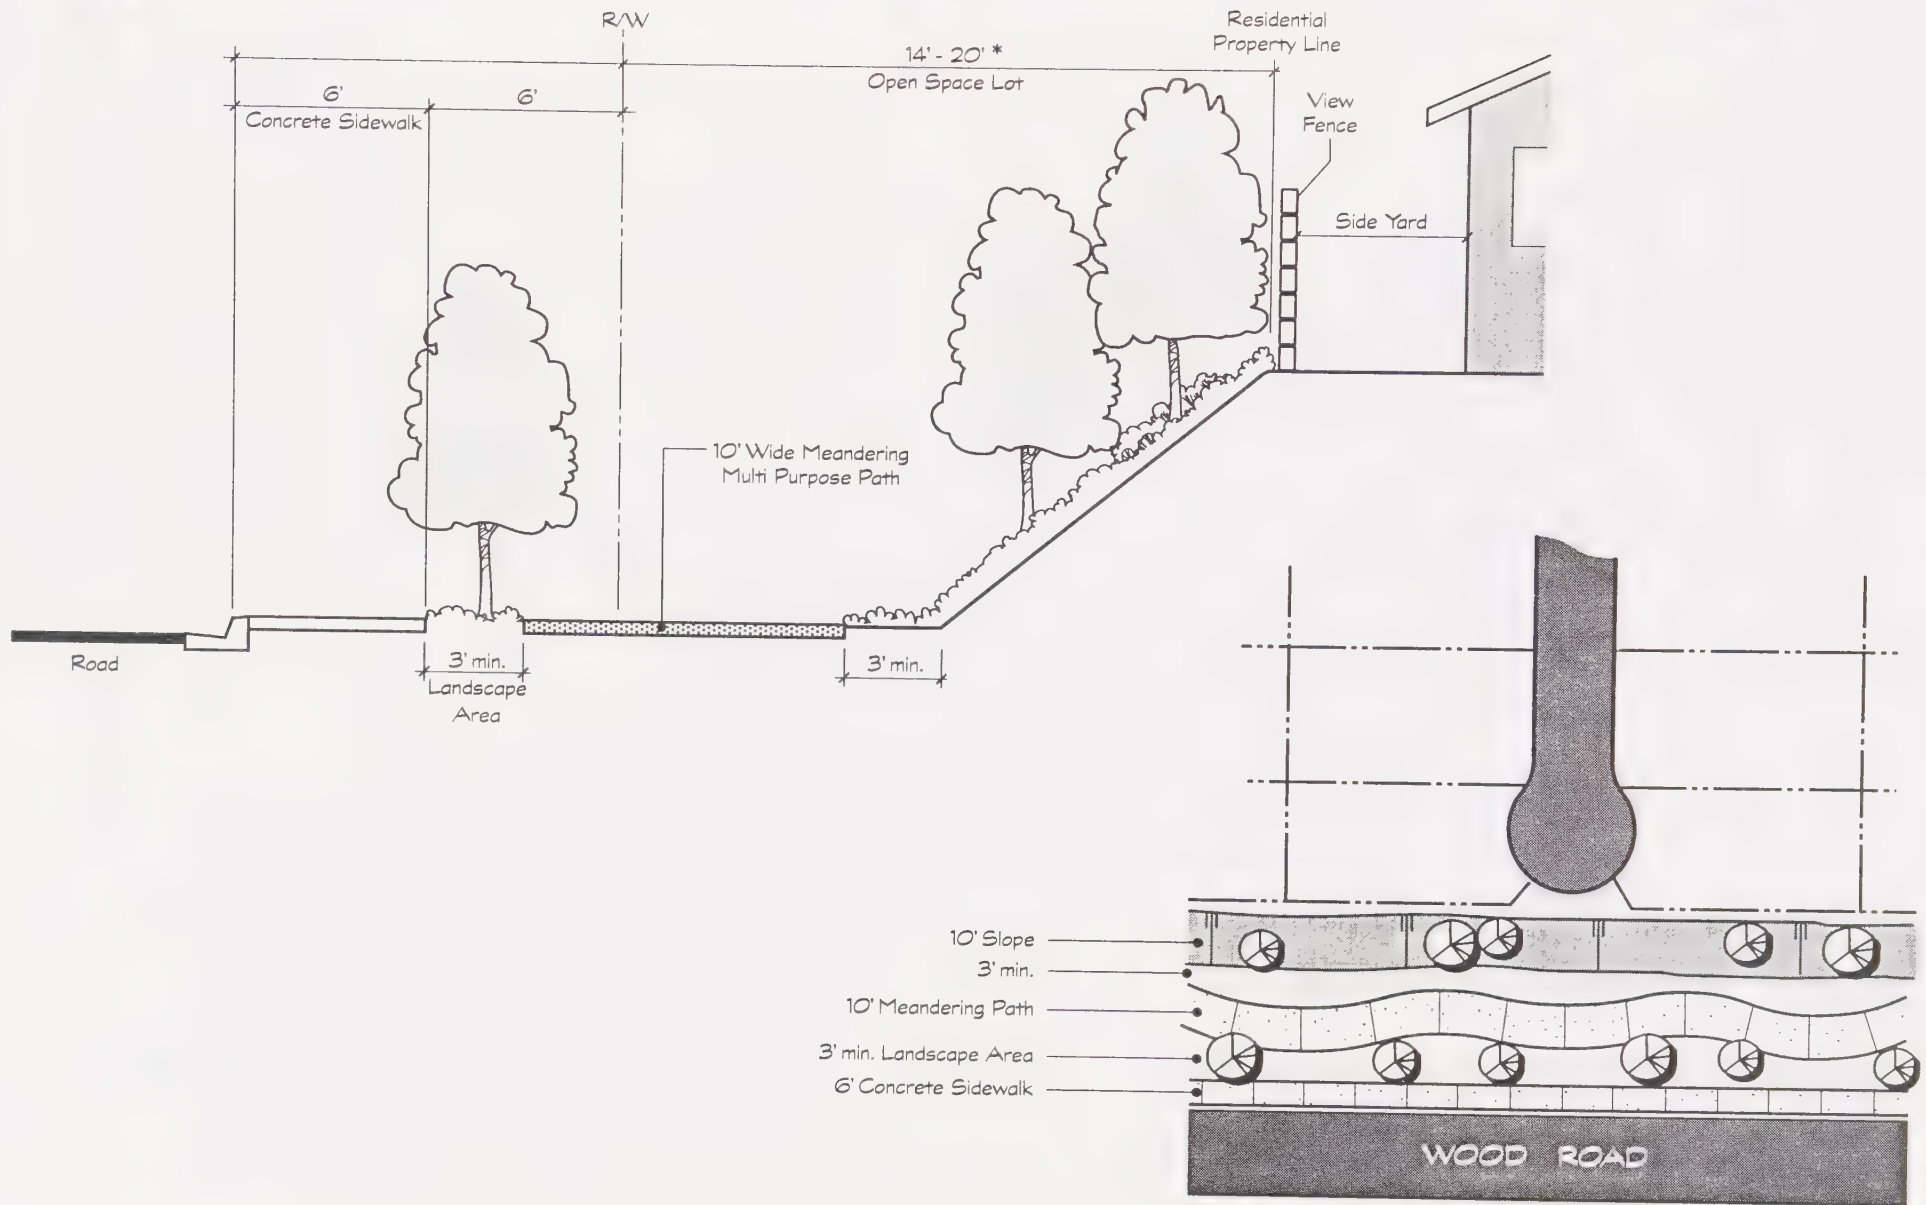 R/W
Residential
Property Line
14' - 20' *
Open Space Lot
6'
6'
Concrete Sidewalk
View
Fence
Side Yard
10' Wide Meandering
Multi Purpose Path
Road
3' min.
Landscape
Area
3' min.
10' Slope
3' min.
10' Meandering Path
3' min. Landscape Area
6' Concrete Sidewalk
WOOD ROAD